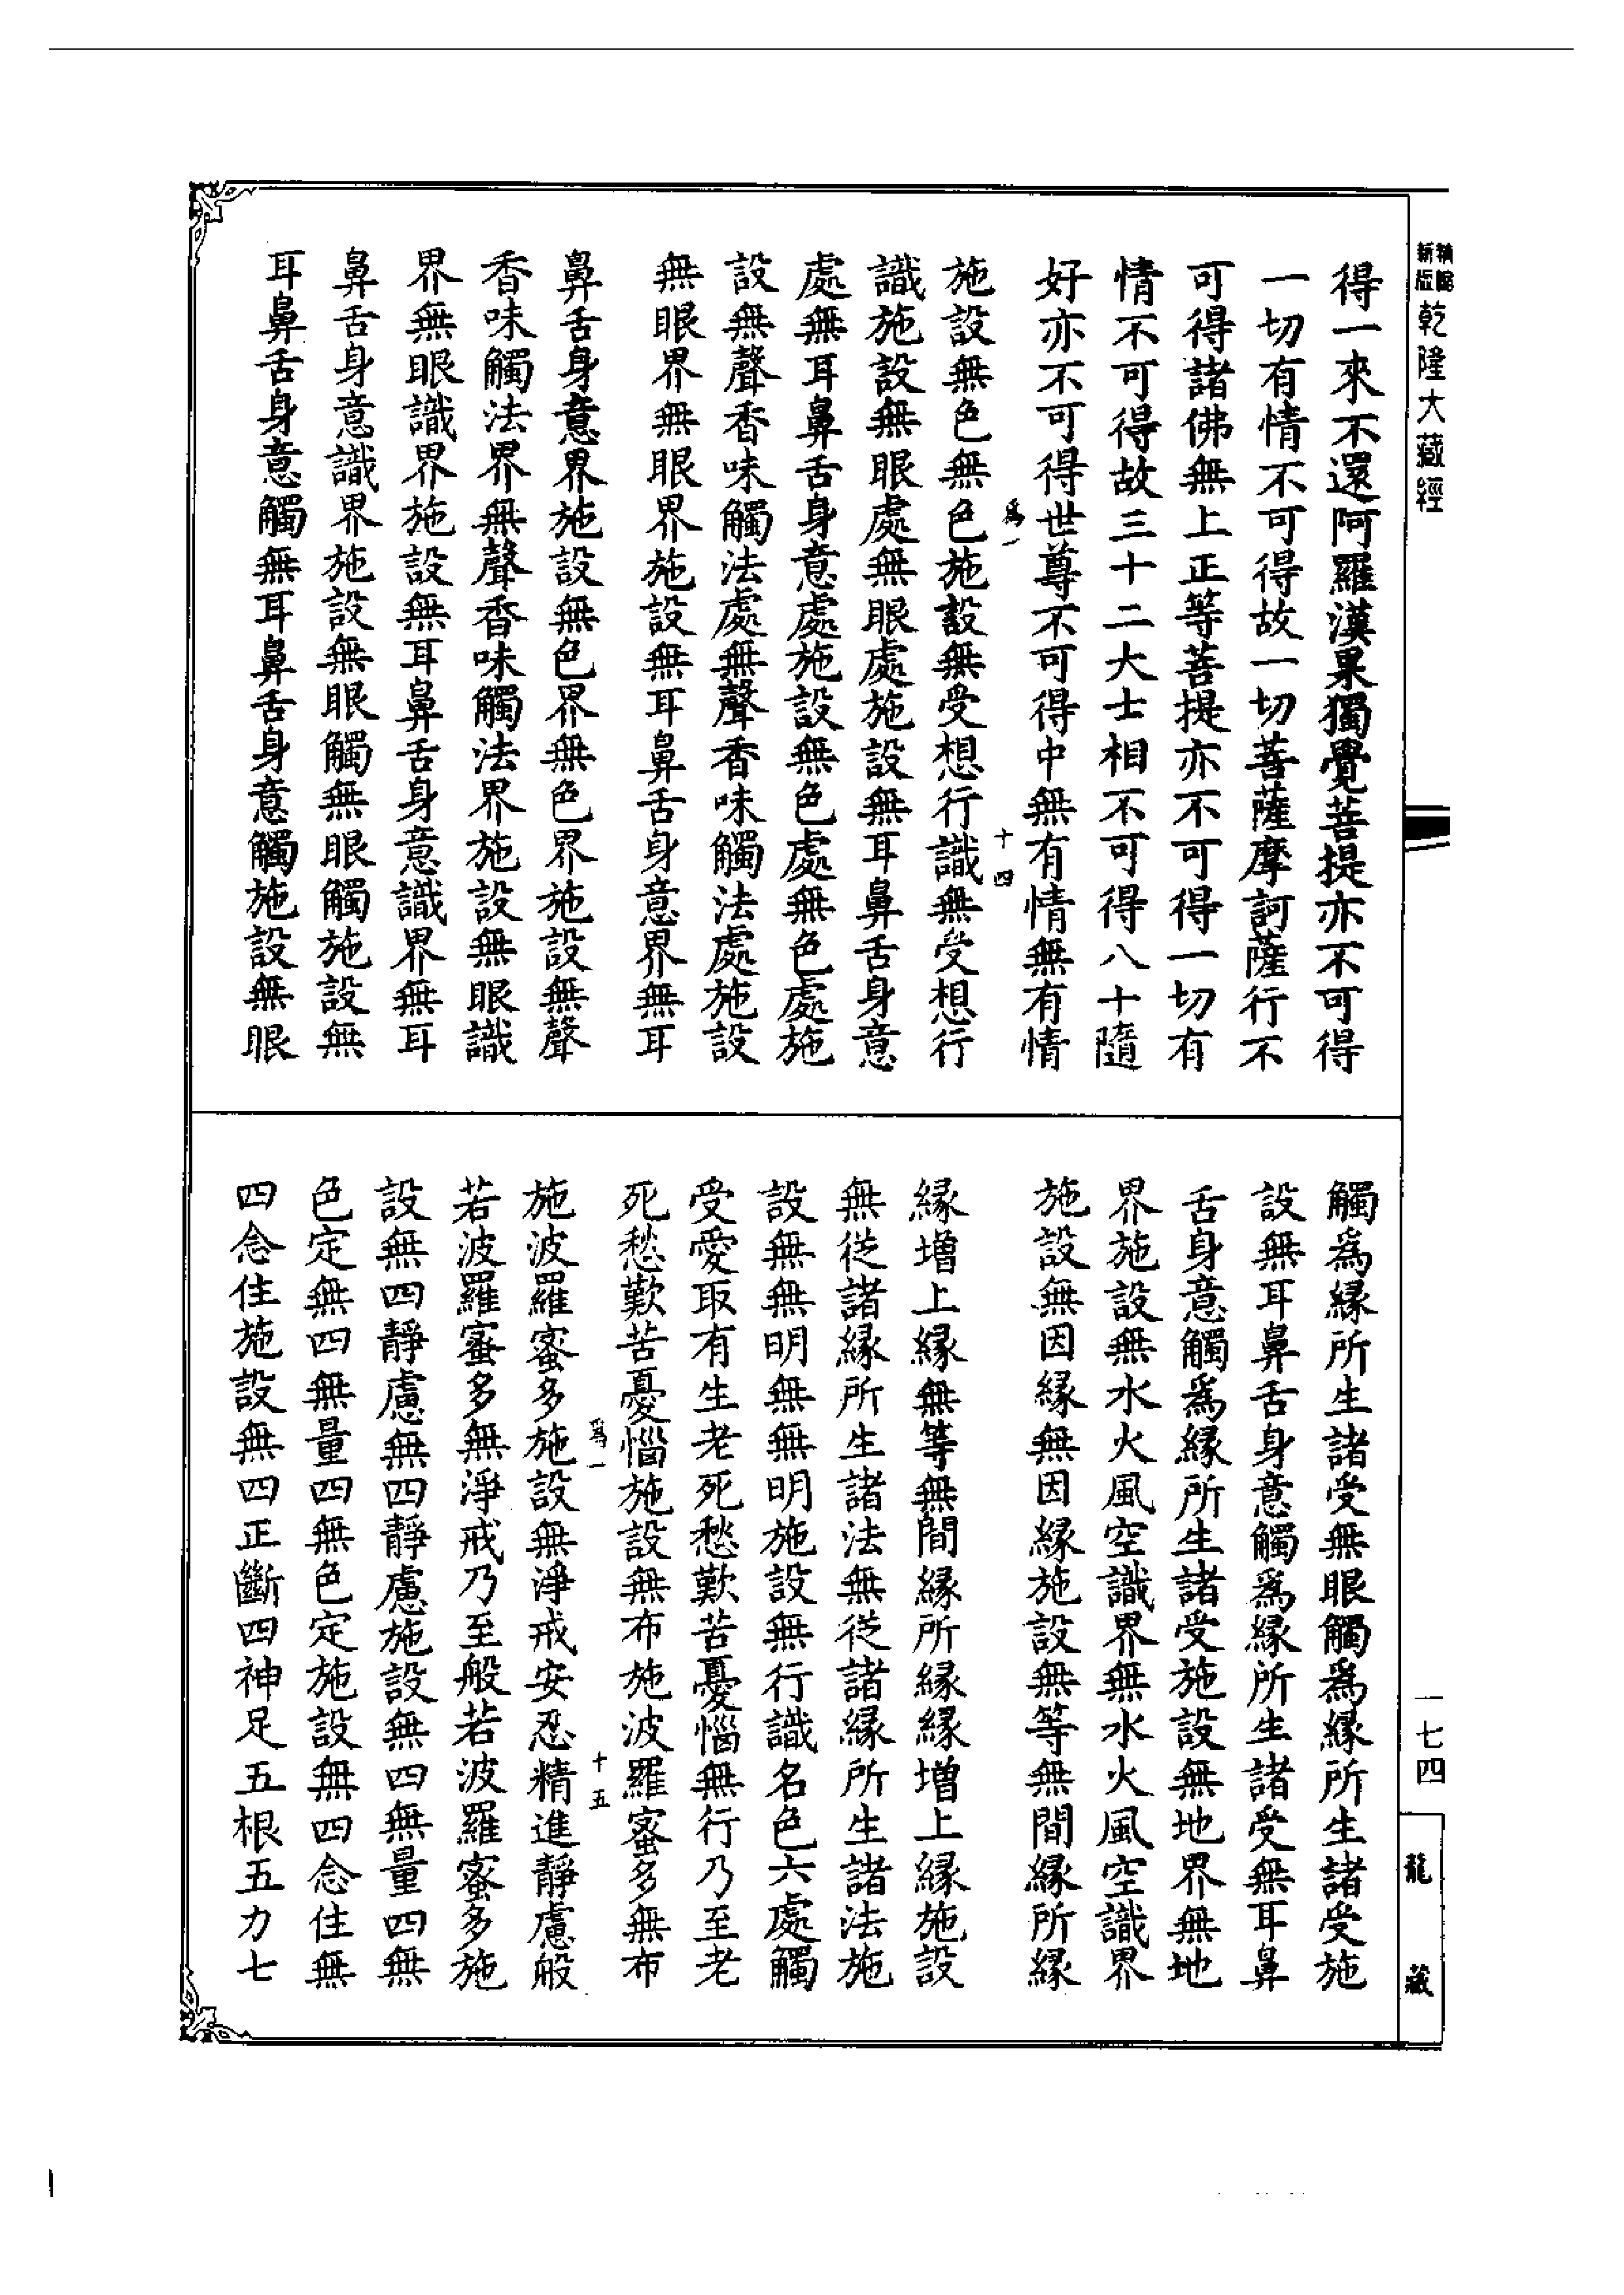 新版
精縮
乾隆大藏經
得一來不還阿羅漢果獨覺菩提亦不可得
一切有情不可得故一切菩薩摩訶薩行不
可得諸佛無上正等菩提亦不可得一切有
情不可得故三十二大士相不可得八十隨
好亦不可得世尊不可得中無有情無有情
為一
十四
施設無色無色施設無受想行識無受想行
識施設無眼處無眼處施設無耳鼻舌身意
處無耳鼻舌身意處施設無色處無色處施
設無聲香味觸法處無聲香味觸法處施設
無眼界無眼界施設無耳鼻舌身意界無耳
鼻舌身意界施設無色界無色界施設無聲
香味觸法界無聲香味觸法界施設無眼識
界無眼識界施設無耳鼻舌身意識界無耳
鼻舌身意識界施設無眼觸無眼觸施設無
耳鼻舌身意觸無耳鼻舌身意觸施設無眼
觸為緣所生諸受無眼觸為緣所生諸受施
設無耳鼻舌身意觸為緣所生諸受無耳鼻
舌身意觸為緣所生諸受施設無地界無地
界施設無水火風空識界無水火風空識界
施設無因緣無因緣施設無等無間緣所緣
緣增上緣無等無間緣所緣緣增上緣施設
無從諸緣所生諸法無從諸緣所生諸法施
設無無明無無明施設無行識名色六處觸
受愛取有生老死愁歎苦憂惱無行乃至老
死愁歎苦憂惱施設無布施波羅蜜多無布
為一
十五
施波羅蜜多施設無淨戒安忍精進靜慮般
若波羅蜜多無淨戒乃至般若波羅蜜多施
設無四靜慮無四靜慮施設無四無量四無
色定無四無量四無色定施設無四念住無
四念住施設無四正斷四神足五根五力七
一七四
龍藏